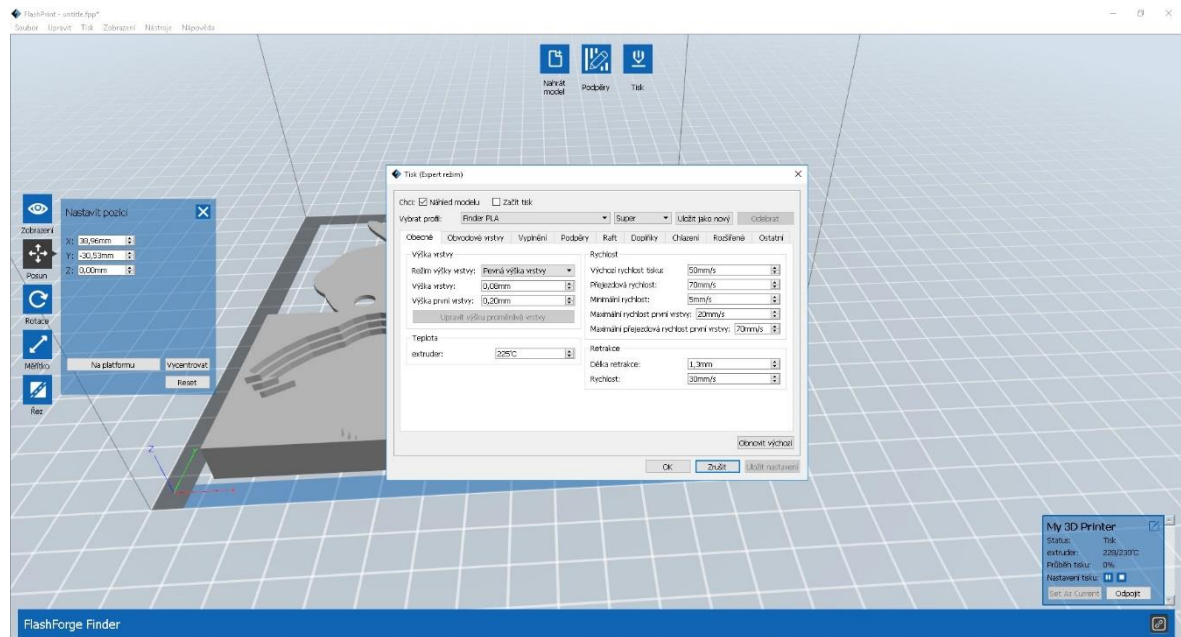 FlashPrint - untitle.fpp*
Soubor Upravit Tisk Zobrazení Nástroje Nápověda
Nahrát model
Podpěry
Tisk
Zobrazení
Posun
Rotace
Měřítko
Řez
Nastavit pozici
X: 38,96mm
Y: -30,53mm
Z: 0,00mm
Na platformu
Vycentrovat
Reset
Tisk (Expert režim)
Chci: Náhled modelu Začít tisk
Vybrat profil: Finder PLA Super Uložit jako nový Odebrat
Obecné Obvodové vrstvy Vyplnění Podpěry Raft Doplňky Chlazení Rozšířené Ostatní
Výška vrstvy
Režim výšky vrstvy: Pevná výška vrstvy
Výška vrstvy: 0,08mm
Výška první vrstvy: 0,20mm
Upravit výšku proměnlivé vrstvy
Teplota
extruder: 225°C
Rychlost
Výchozí rychlost tisku: 50mm/s
Přejezdová rychlost: 70mm/s
Minimální rychlost: 5mm/s
Maximální rychlost první vrstvy: 20mm/s
Maximální přejezdová rychlost první vrstvy: 70mm/s
Retrakce
Délka retrakce: 1,3mm
Rychlost: 30mm/s
Obnovit výchozí
OK Zrušit Uložit nastavení
Z
Y
My 3D Printer
Status: Tisk
extruder: 228/230°C
Průběh tisku: 0%
Nastavení tisku:
Set As Current Odpojit
FlashForge Finder